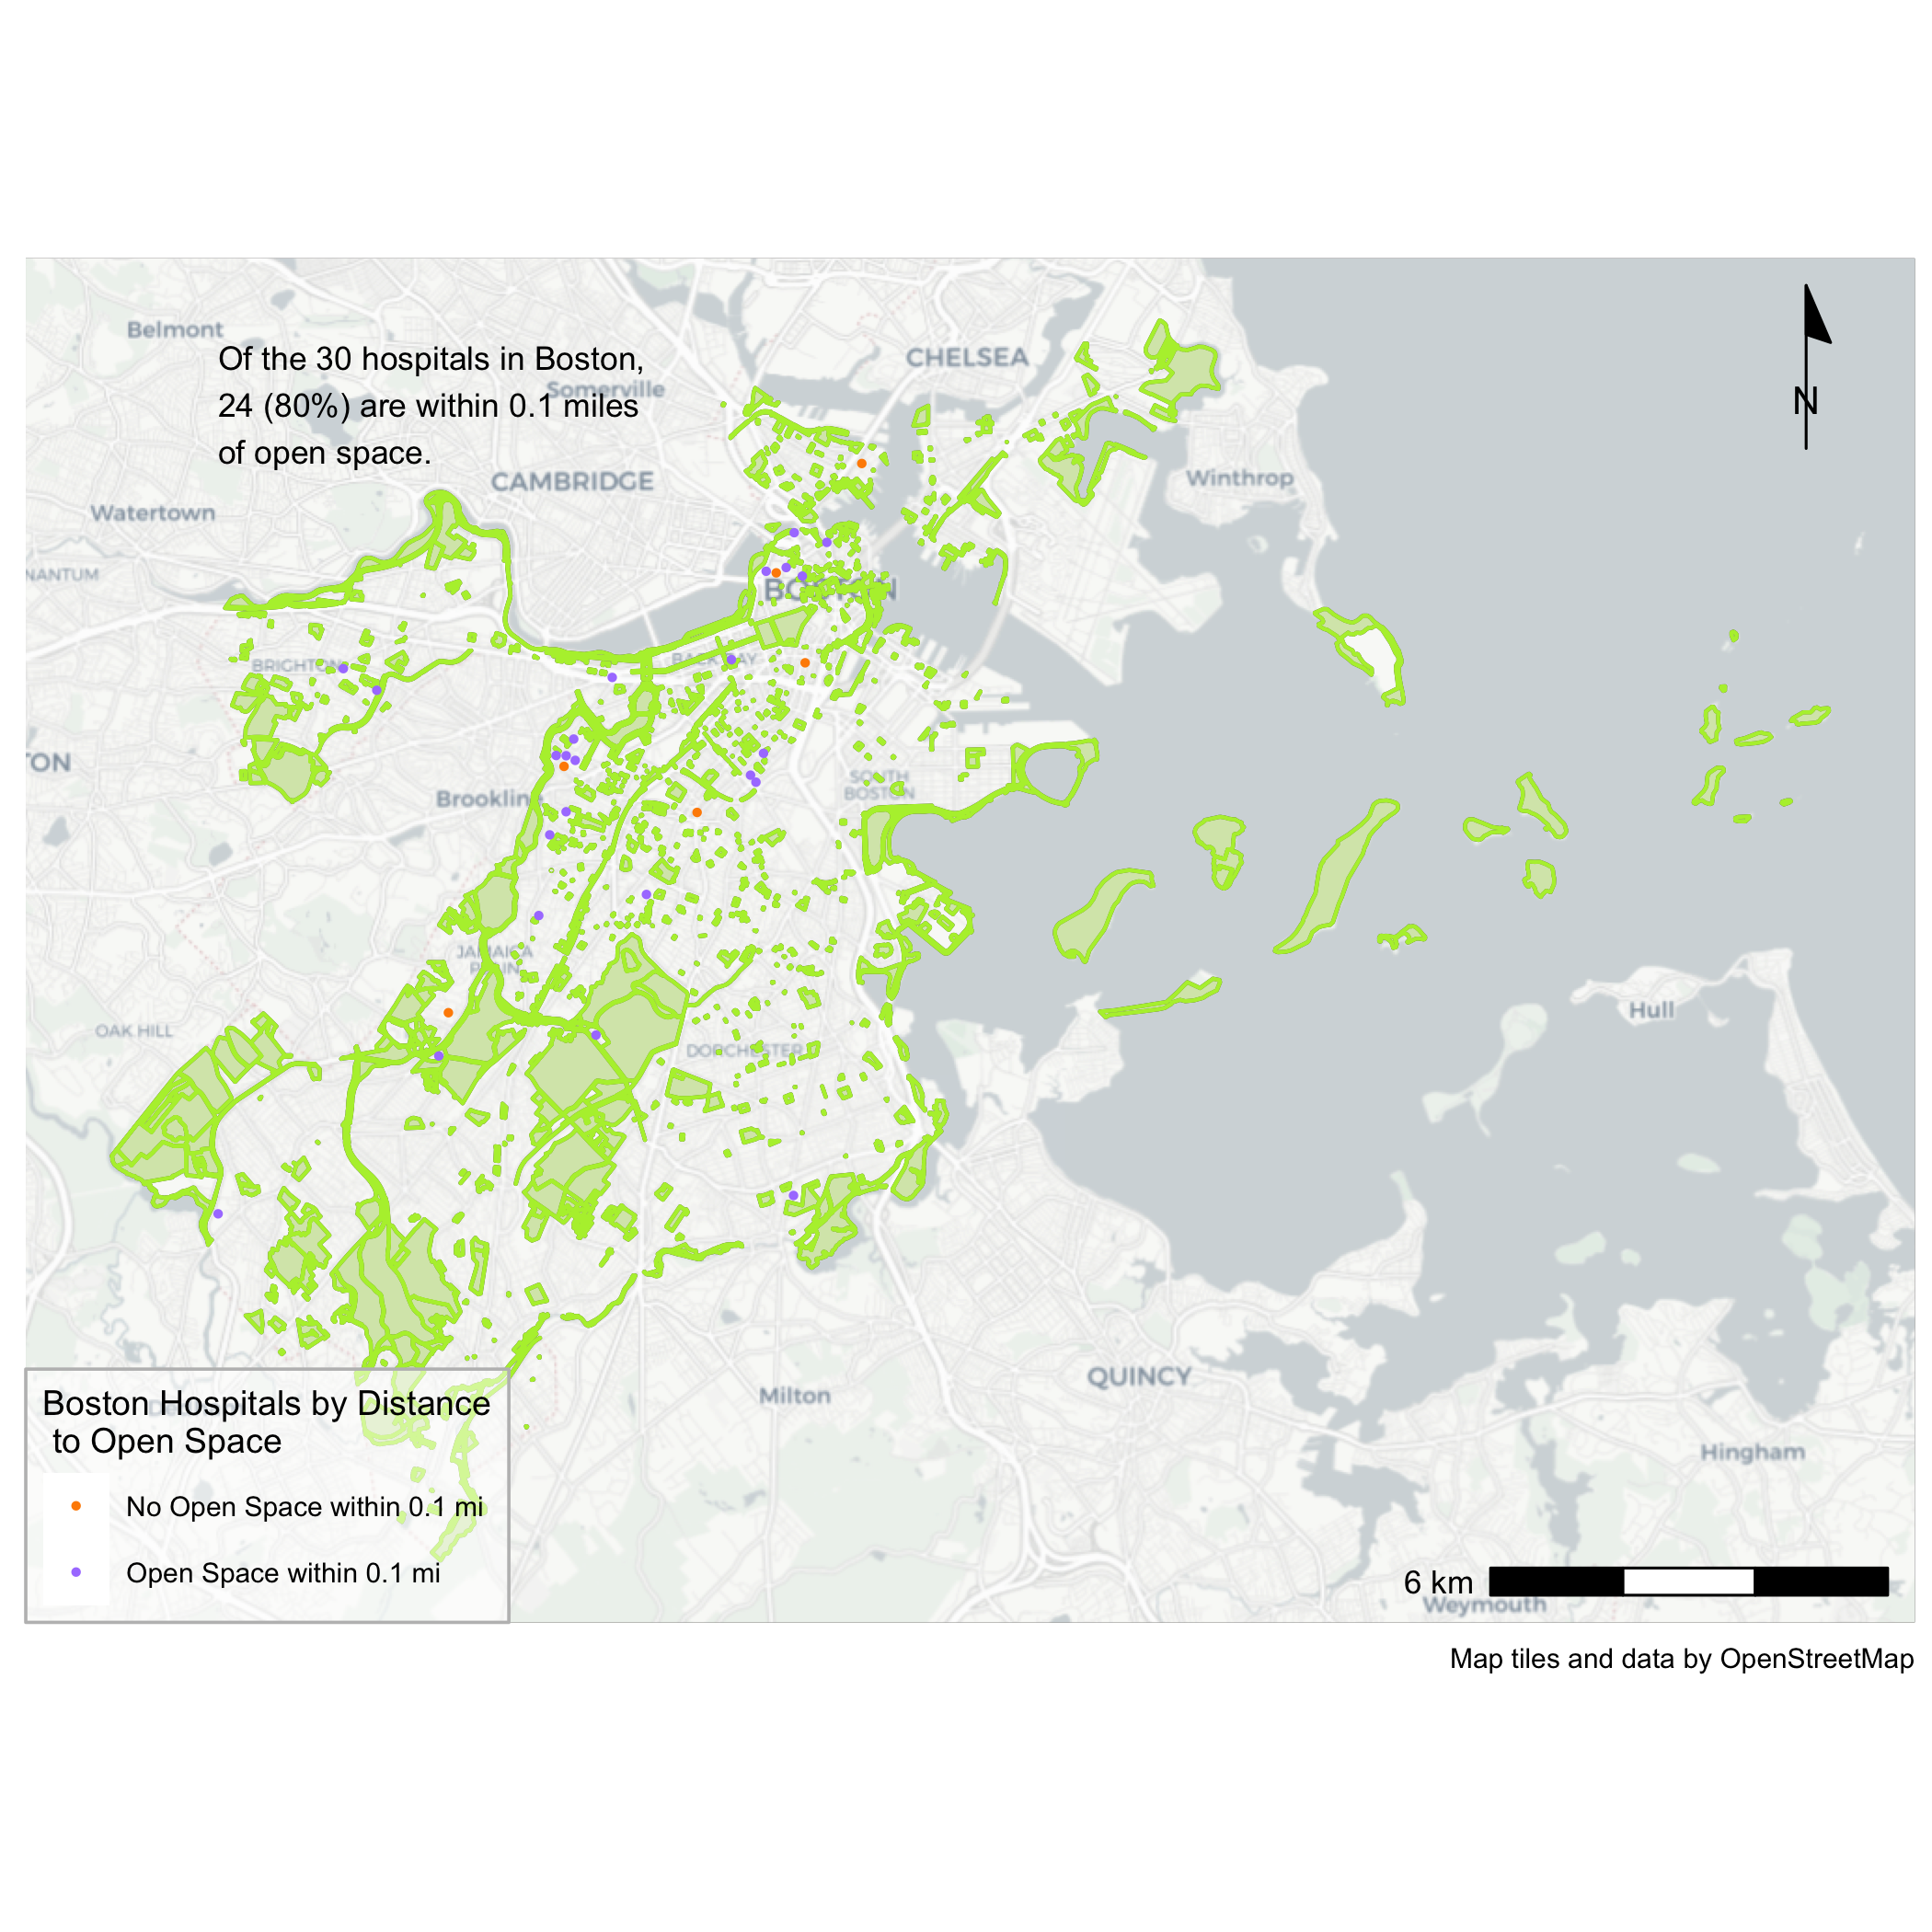 Belmont
Of the 30 hospitals in Boston,
CHELSEA
Somerville
24 (80%) are within 0.1 miles
N
of open space.
CAMBRIDGE
Winthrop
Watertown
NANTUM
BOSTON
BRIGHTON
BACK BAY
TON
SOUTH
BOSTON
Brookline
JAMAICA
PLAIN
OAK HILL
Hull
DORCHESTER
QUINCY
Milton
Boston Hospitals by Distance
to Open Space
Hingham
No Open Space within 0.1 mi
Open Space within 0.1 mi
6 km
Weymouth
Map tiles and data by OpenStreetMap